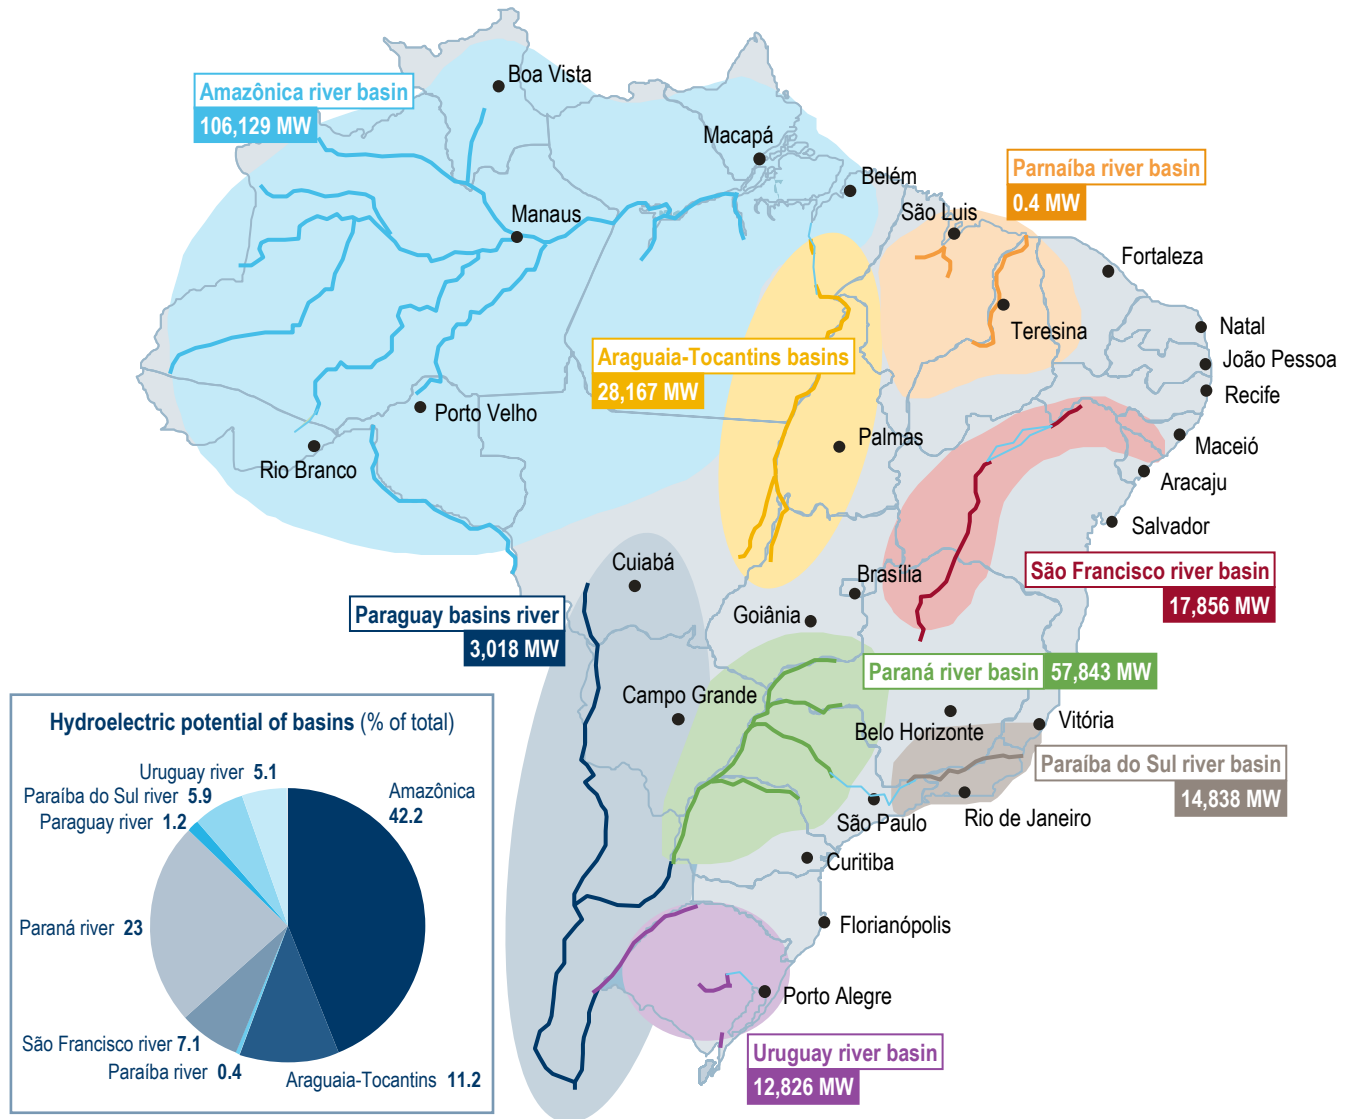 Boa Vista
Amazônica river basin
106,129 MW
Macapá
Belém
Parnaíba river basin
0.4 MW
São Luis
Manaus
Fortaleza
Teresina
Natal
João Pessoa
Recife
Araguaia-Tocantins basins
28,167 MW
Porto Velho
Palmas
Maceió
Rio Branco
Aracaju
Salvador
Cuiabá
Brasília
São Francisco river basin
17,856 MW
Paraguay basins river
3,018 MW
Goiânia
Paraná river basin 57,843 MW
Campo Grande
Belo Horizonte
Vitória
Paraíba do Sul river basin
14,838 MW
São Paulo
Rio de Janeiro
Curitiba
Florianópolis
Porto Alegre
Uruguay river basin
12,826 MW
Hydroelectric potential of basins (% of total)
Uruguay river 5.1
Paraíba do Sul river 5.9
Paraguay river 1.2
Amazônica
42.2
Paraná river 23
São Francisco river 7.1
Paraíba river 0.4
Araguaia-Tocantins 11.2